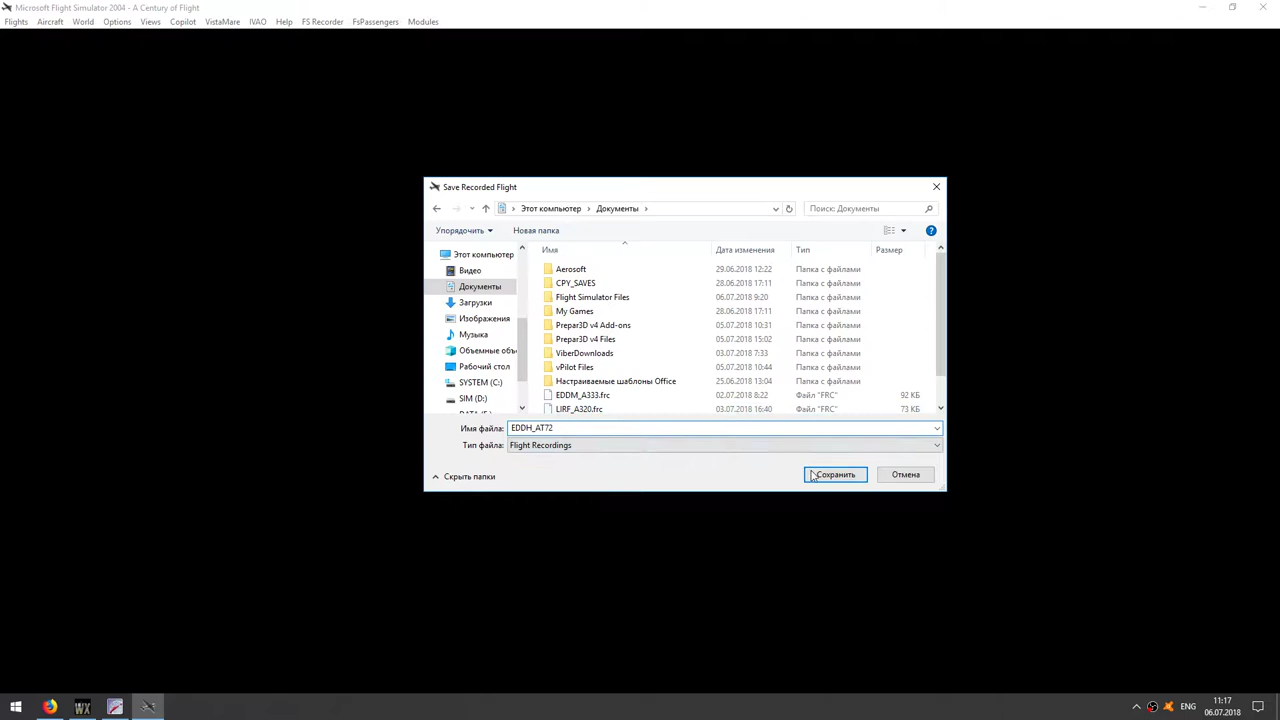 Microsoft Flight Simulator 2004 - A Century of Flight
Flights Aircraft World Options Views Copilot VistaMare IVAO Help FS Recorder FsPassengers Modules
Save Recorded Flight
Этот компьютер Документы Поиск: Документы
Упорядочить Новая папка
Имя Дата изменения Тип Размер
Этот компьютер
Видео
Документы
Загрузки
Изображения
Музыка
Объемные объ
Рабочий стол
SYSTEM (C:)
SIM (D:)
Aerosoft 29.06.2018 12:22 Папка с файлами
CPY_SAVES 28.06.2018 17:11 Папка с файлами
Flight Simulator Files 06.07.2018 9:20 Папка с файлами
My Games 28.06.2018 17:11 Папка с файлами
Prepar3D v4 Add-ons 05.07.2018 10:31 Папка с файлами
Prepar3D v4 Files 05.07.2018 15:02 Папка с файлами
ViberDownloads 03.07.2018 7:33 Папка с файлами
vPilot Files 05.07.2018 10:44 Папка с файлами
Настраиваемые шаблоны Office 25.06.2018 13:04 Папка с файлами
EDDM_A333.frc 02.07.2018 8:22 Файл "FRC" 92 КБ
LIRF_A320.frc 03.07.2018 16:40 Файл "FRC" 73 КБ
Имя файла: EDDH_AT72
Тип файла: Flight Recordings
Скрыть папки Сохранить Отмена
WX ENG 11:17
06.07.2018